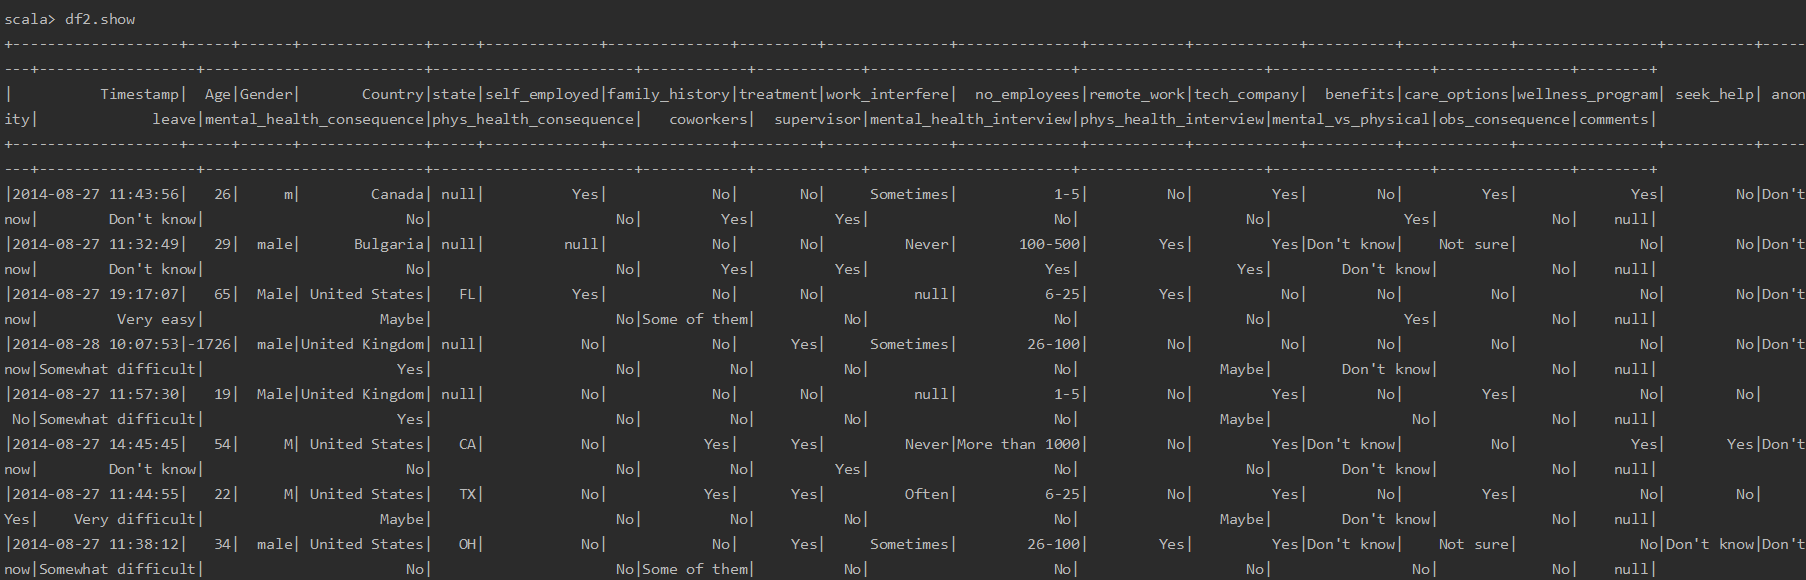 scala> df2.show
+-------------------+-----+------+--------------+-----+-------------+--------------+---------+--------------+--------------+-----------+------------+----------+------------+----------------+----------+-----
---+------------------+-------------------------+-----------------------+------------+------------+-----------------------+---------------------+------------------+---------------+--------+
|          Timestamp|  Age|Gender|       Country|state|self_employed|family_history|treatment|work_interfere|  no_employees|remote_work|tech_company|  benefits|care_options|wellness_program| seek_help| anon
ity|             leave|mental_health_consequence|phys_health_consequence|   coworkers|  supervisor|mental_health_interview|phys_health_interview|mental_vs_physical|obs_consequence|comments|
+-------------------+-----+------+--------------+-----+-------------+--------------+---------+--------------+--------------+-----------+------------+----------+------------+----------------+----------+-----
---+------------------+-------------------------+-----------------------+------------+------------+-----------------------+---------------------+------------------+---------------+--------+
|2014-08-27 11:43:56|   26|     m|        Canada| null|          Yes|            No|       No|     Sometimes|           1-5|         No|         Yes|        No|         Yes|             Yes|        No|Don't
now|        Don't know|                       No|                     No|         Yes|         Yes|                     No|                   No|               Yes|             No|    null|
|2014-08-27 11:32:49|   29|  male|      Bulgaria| null|         null|            No|       No|         Never|       100-500|        Yes|         Yes|Don't know|    Not sure|              No|        No|Don't
now|        Don't know|                       No|                     No|         Yes|         Yes|                    Yes|                  Yes|        Don't know|             No|    null|
|2014-08-27 19:17:07|   65|  Male| United States|   FL|          Yes|            No|       No|          null|          6-25|        Yes|          No|        No|          No|              No|        No|Don't
now|         Very easy|                    Maybe|                     No|Some of them|          No|                     No|                   No|               Yes|             No|    null|
|2014-08-28 10:07:53|-1726|  male|United Kingdom| null|           No|            No|      Yes|     Sometimes|        26-100|         No|          No|        No|          No|              No|        No|Don't
now|Somewhat difficult|                      Yes|                     No|          No|          No|                     No|                Maybe|        Don't know|             No|    null|
|2014-08-27 11:57:30|   19|  Male|United Kingdom| null|           No|            No|       No|          null|           1-5|         No|         Yes|        No|         Yes|              No|        No|
 No|Somewhat difficult|                      Yes|                     No|          No|          No|                     No|                Maybe|                No|             No|    null|
|2014-08-27 14:45:45|   54|     M| United States|   CA|           No|           Yes|      Yes|         Never|More than 1000|         No|         Yes|Don't know|          No|             Yes|       Yes|Don't
now|        Don't know|                       No|                     No|          No|         Yes|                     No|                   No|        Don't know|             No|    null|
|2014-08-27 11:44:55|   22|     M| United States|   TX|           No|           Yes|      Yes|         Often|          6-25|         No|         Yes|        No|         Yes|              No|        No|
Yes|    Very difficult|                    Maybe|                     No|          No|          No|                     No|                Maybe|        Don't know|             No|    null|
|2014-08-27 11:38:12|   34|  male| United States|   OH|           No|            No|      Yes|     Sometimes|        26-100|        Yes|         Yes|Don't know|    Not sure|              No|Don't know|Don't
now|Somewhat difficult|                       No|                     No|Some of them|          No|                     No|                   No|                No|             No|    null|